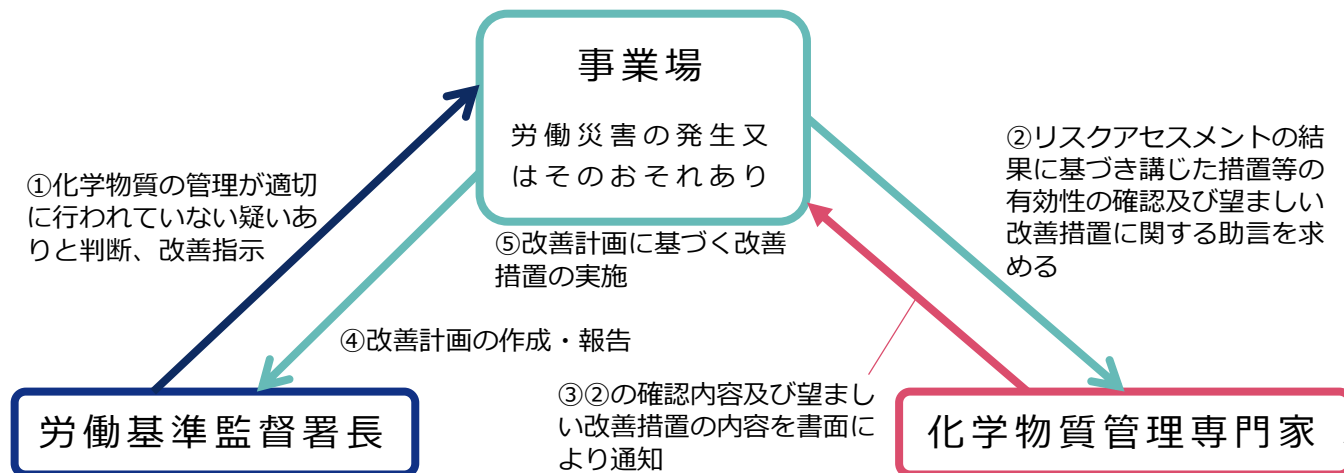 事業場
労働災害の発生又
はそのおそれあり
①化学物質の管理が適切
に行われていない疑いあ
りと判断、改善指示
②リスクアセスメントの結
果に基づき講じた措置等の
有効性の確認及び望ましい
改善措置に関する助言を求
める
⑤改善計画に基づく改善
措置の実施
④改善計画の作成・報告
③②の確認内容及び望まし
い改善措置の内容を書面に
より通知
労働基準監督署長
化学物質管理専門家